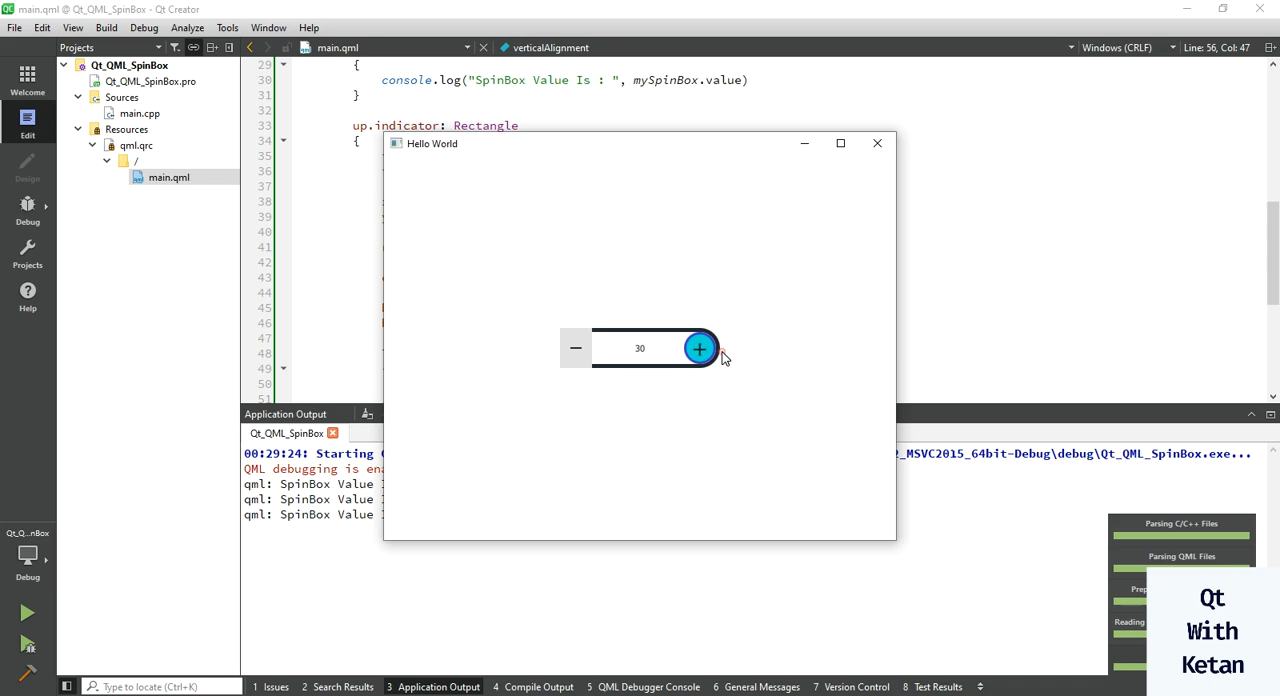 main.qml @ Qt_QML_SpinBox - Qt Creator
File Edit View Build Debug Analyze Tools Window Help
Projects main.qml verticalAlignment Windows (CRLF) Line: 56, Col: 47
Welcome
Edit
Design
Debug
Projects
Help
Qt_Q...nBox
Debug
Qt_QML_SpinBox
Qt_QML_SpinBox.pro
Sources
main.cpp
Resources
qml.qrc
/
main.qml
29 {
30 console.log("SpinBox Value Is : ", mySpinBox.value)
31 }
32
33 up.indicator: Rectangle
34 {
35
36
37
38
39
40
41
42
43
44
45
46
47
48
49
50
51
Hello World
− 30 +
Application Output
Qt_QML_SpinBox
00:29:24: Starting
2_MSVC2015_64bit-Debug\debug\Qt_QML_SpinBox.exe...
QML debugging is ena
qml: SpinBox Value
qml: SpinBox Value
qml: SpinBox Value
Parsing C/C++ Files
Parsing QML Files
Reading
Qt
With
Ketan
Type to locate (Ctrl+K) 1 Issues 2 Search Results 3 Application Output 4 Compile Output 5 QML Debugger Console 6 General Messages 7 Version Control 8 Test Results